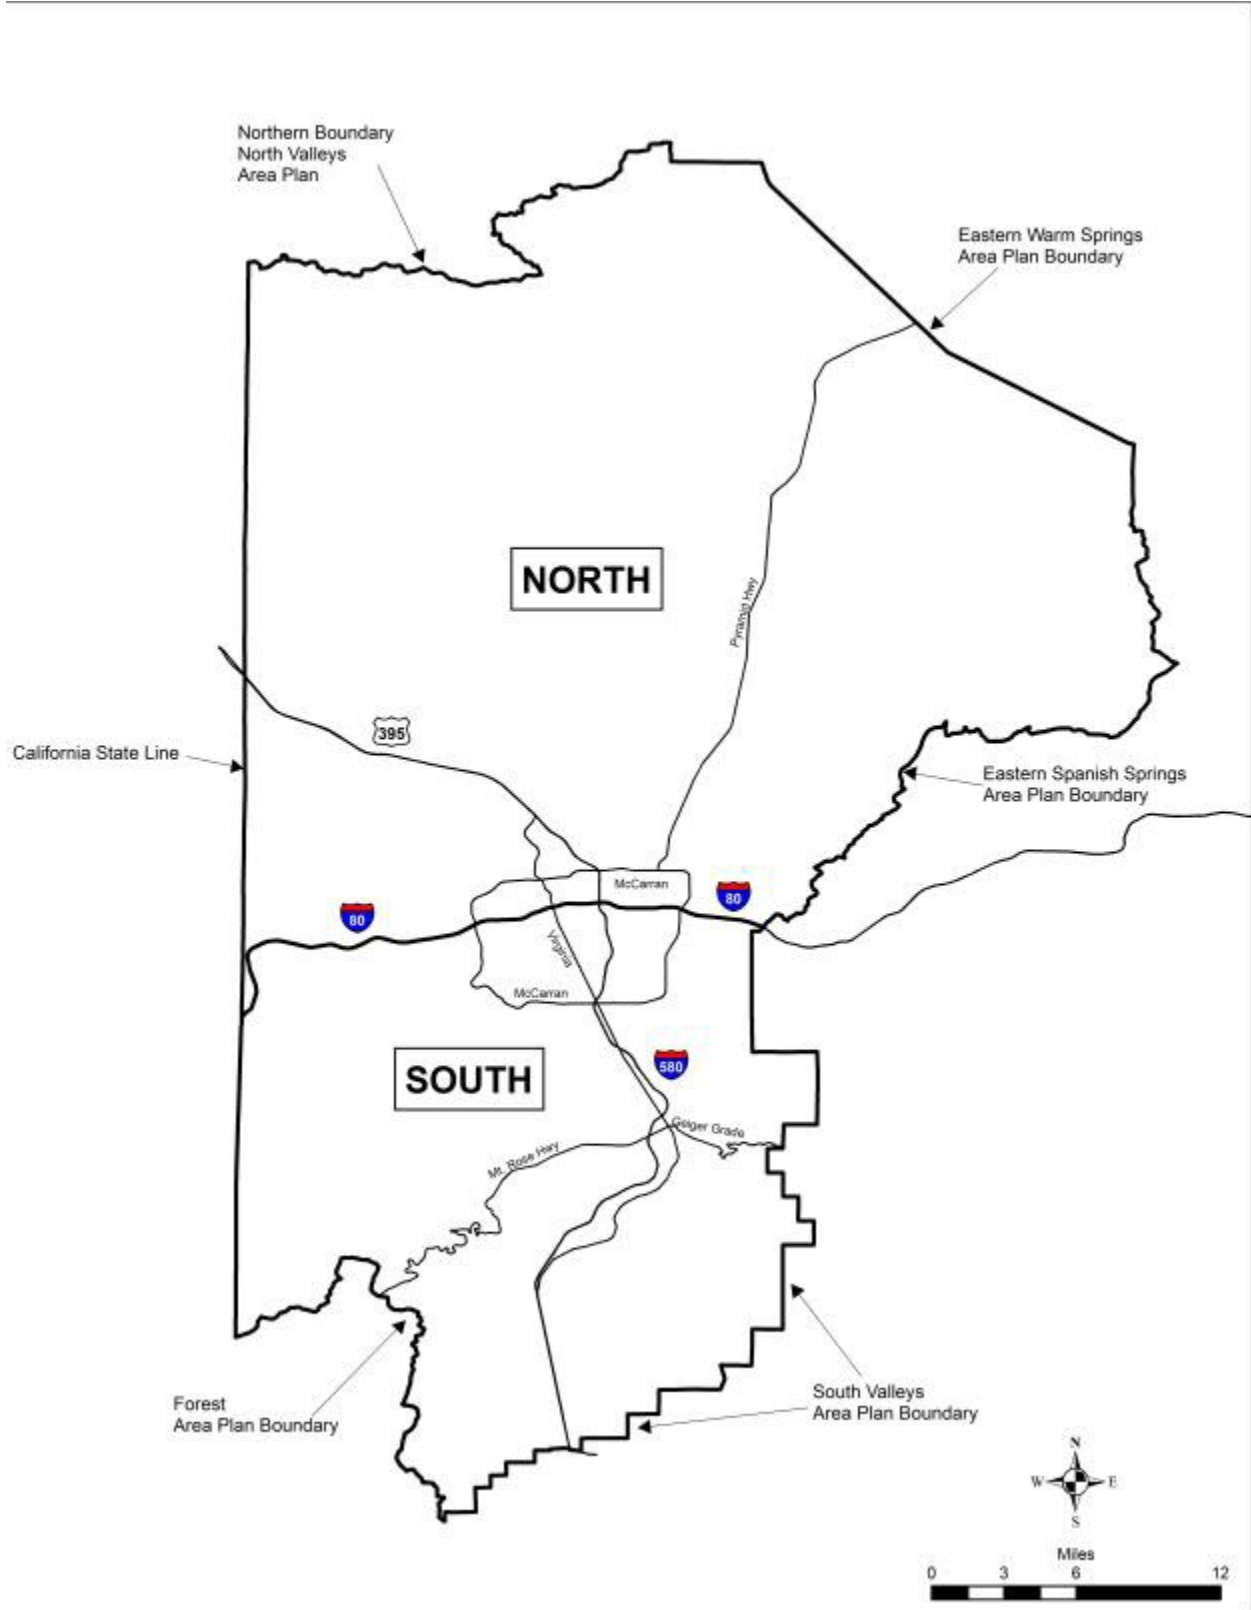 Northern Boundary
North Valleys
Area Plan
Eastern Warm Springs
Area Plan Boundary
NORTH
Pyramid Hwy
395
California State Line
Eastern Spanish Springs
Area Plan Boundary
McCarran
80
80
Virginia
McCarran
SOUTH
580
Geiger Grade
Mt. Rose Hwy
South Valleys
Area Plan Boundary
Forest
Area Plan Boundary
N
W E
S
Miles
0 3 6 12